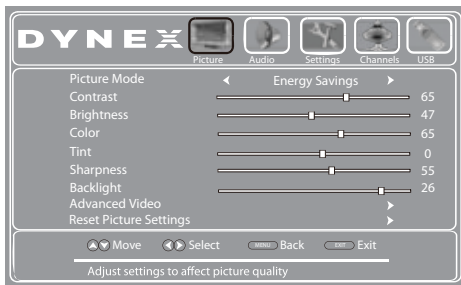 DYNEX
Picture Audio Settings Channels USB
Picture Mode Energy Savings
Contrast 65
Brightness 47
Color 65
Tint 0
Sharpness 55
Backlight 26
Advanced Video
Reset Picture Settings
Move Select MENU Back EXIT Exit
Adjust settings to affect picture quality